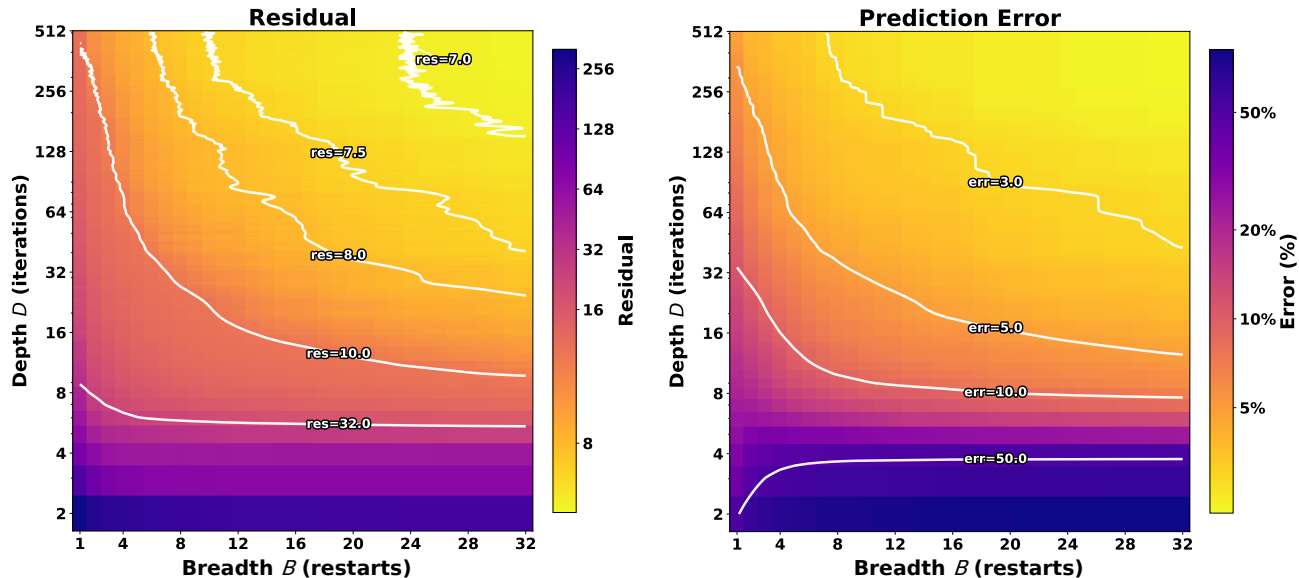 Residual
Depth D (iterations)
512
256
128
64
32
16
8
4
2
res=7.0
res=7.5
res=8.0
res=10.0
res=32.0
1
4
8
12
16
20
24
28
32
Breadth B (restarts)
256
128
64
32
16
8
Residual
Prediction Error
Depth D (iterations)
512
256
128
64
32
16
8
4
2
err=3.0
err=5.0
err=10.0
err=50.0
1
4
8
12
16
20
24
28
32
Breadth B (restarts)
50%
20%
10%
5%
Error (%)